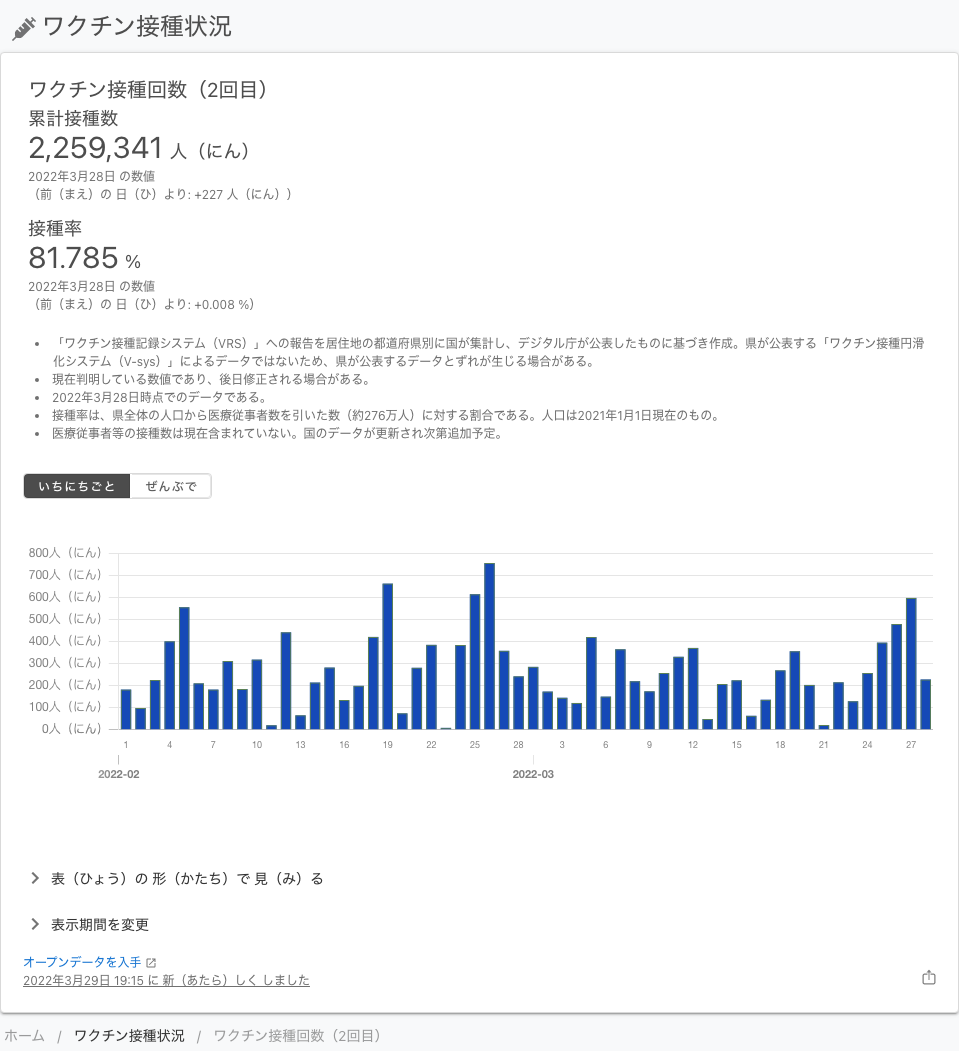 ワクチン接種状況
ワクチン接種回数（2回目）
累計接種数
2,259,341 人（にん）
2022年3月28日 の数値
（前（まえ）の 日（ひ）より: +227 人（にん））
接種率
81.785 %
2022年3月28日 の数値
（前（まえ）の 日（ひ）より: +0.008 %）
「ワクチン接種記録システム（VRS）」への報告を居住地の都道府県別に国が集計し、デジタル庁が公表したものに基づき作成。県が公表する「ワクチン接種円滑
化システム（V-sys）」によるデータではないため、県が公表するデータとずれが生じる場合がある。
現在判明している数値であり、後日修正される場合がある。
2022年3月28日時点でのデータである。
接種率は、県全体の人口から医療従事者数を引いた数（約276万人）に対する割合である。人口は2021年1月1日現在のもの。
医療従事者等の接種数は現在含まれていない。国のデータが更新され次第追加予定。
いちにちごと ぜんぶで
800人（にん）
700人（にん）
600人（にん）
500人（にん）
400人（にん）
300人（にん）
200人（にん）
100人（にん）
0人（にん）
1 4 7 10 13 16 19 22 25 28 3 6 9 12 15 18 21 24 27
2022-02 2022-03
表（ひょう）の 形（かたち）で 見（み）る
表示期間を変更
オープンデータを入手
2022年3月29日 19:15 に 新（あたら）しく しました
ホーム / ワクチン接種状況 / ワクチン接種回数（2回目）